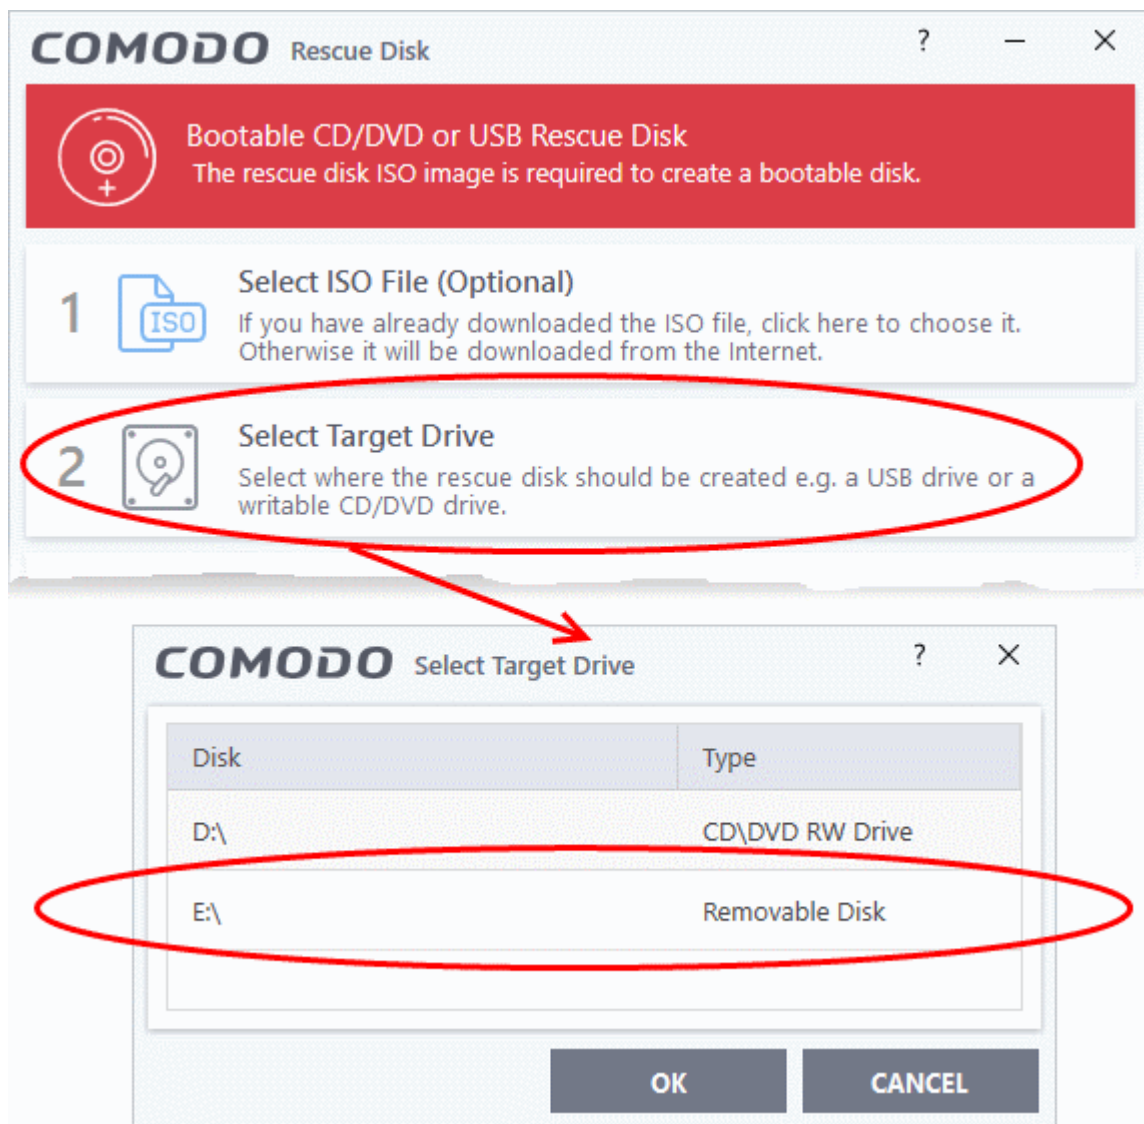 COMODO Rescue Disk ?
Bootable CD/DVD or USB Rescue Disk
The rescue disk ISO image is required to create a bootable disk.
1
ISO
Select ISO File (Optional)
If you have already downloaded the ISO file, click here to choose it.
Otherwise it will be downloaded from the Internet.
2
Select Target Drive
Select where the rescue disk should be created e.g. a USB drive or a
writable CD/DVD drive.
COMODO Select Target Drive ?
Disk Type
D:\ CD\DVD RW Drive
E:\ Removable Disk
OK CANCEL